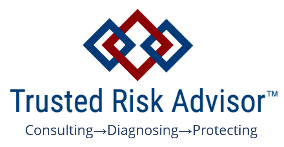 Trusted Risk Advisor™
Consulting→Diagnosing→Protecting